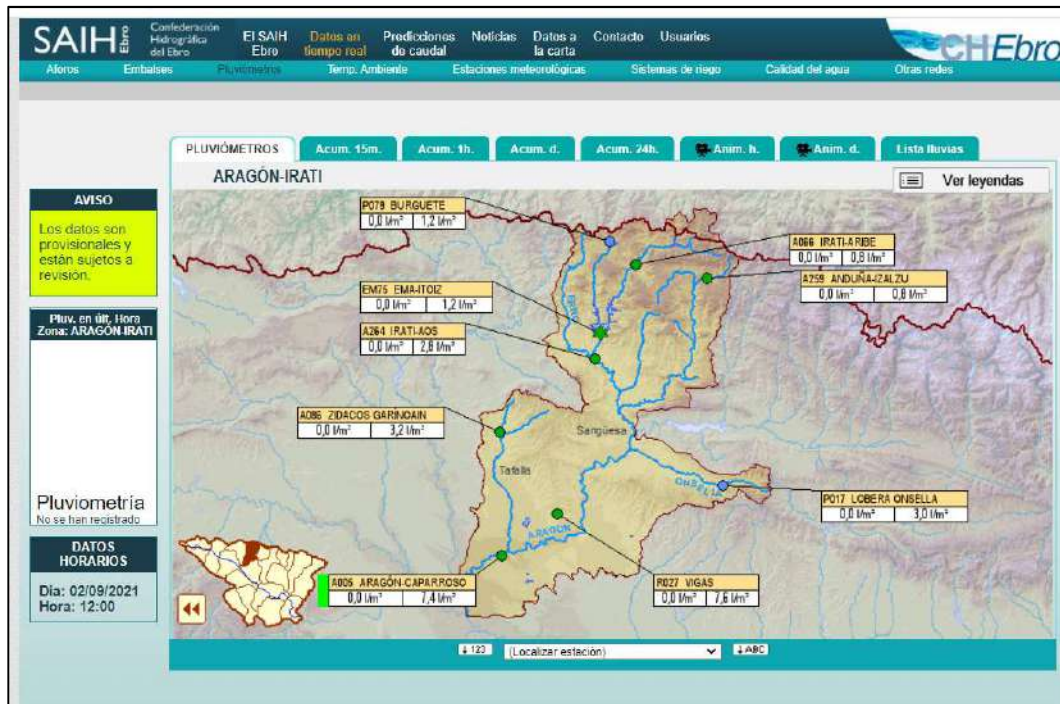 SAIH Ebro
Confederación
Hidrográfica
del Ebro
El SAIH
Ebro
Datos en
tiempo real
Predicciones
de caudal
Noticias
Datos a
la carta
Contacto
Usuarios
CHEbro
Aforos
Embalses
Pluviómetros
Temp. Ambiente
Estaciones meteorológicas
Sistemas de riego
Calidad del agua
Otras redes
PLUVIÓMETROS
Acum. 15m.
Acum. 1h.
Acum. d.
Acum. 24h.
Anim. h.
Anim. d.
Lista lluvias
ARAGÓN-IRATI
Ver leyendas
AVISO
Los datos son
provisionales y
están sujetos a
revisión.
Pluv. en últ. Hora
Zona: ARAGÓN-IRATI
Pluviometría
No se han registrado
DATOS
HORARIOS
Día: 02/09/2021
Hora: 12:00
P078 BURGUETE
0,0 l/m² 1,2 l/m²
A066 IRATI-ARIBE
0,0 l/m² 0,8 l/m²
A259 ANDUÑA-IZALZU
0,0 l/m² 0,8 l/m²
EM75 EMA-ITOIZ
0,0 l/m² 1,2 l/m²
A264 IRATI-AOS
0,0 l/m² 2,8 l/m²
A086 ZIDACOS GARÍNOAIN
0,0 l/m² 3,2 l/m²
Sangüesa
Tafalla
ONSELLA
P017 LOBERA ONSELLA
0,0 l/m² 3,0 l/m²
ARAGÓN
A005 ARAGÓN-CAPARROSO
0,0 l/m² 7,4 l/m²
R027 VIGAS
0,0 l/m² 7,6 l/m²
↓123
(Localizar estación)
↓ABC